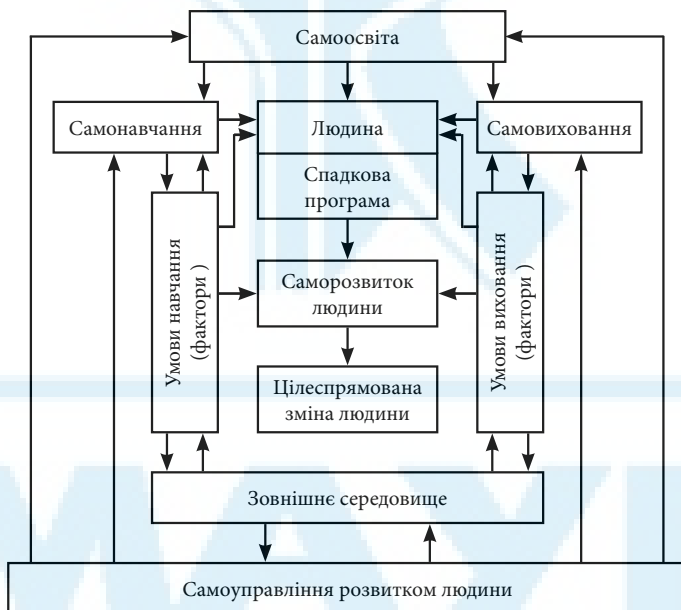 Самоосвіта
Самонавчання
Людина
Самовиховання
Спадкова
програма
Умови навчання
(фактори )
Саморозвиток
людини
Умови виховання
(фактори )
Цілеспрямована
зміна людини
Зовнішнє середовище
Самоуправління розвитком людини